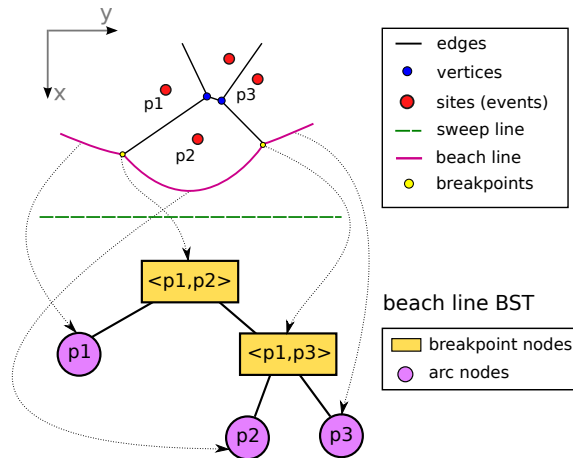 y
x
p1
p3
p2
edges
vertices
sites (events)
sweep line
beach line
breakpoints
<p1,p2>
p1
<p1,p3>
p2
p3
beach line BST
breakpoint nodes
arc nodes